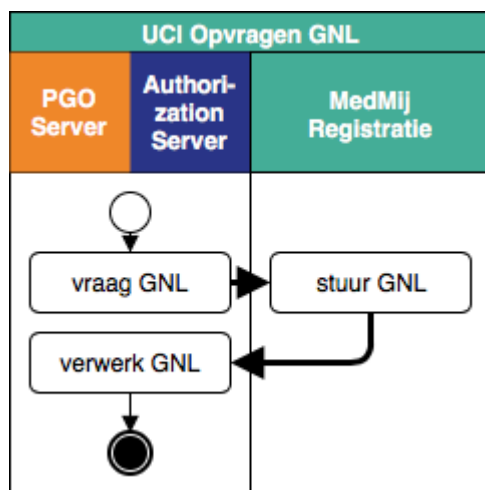 UCI Opvragen GNL
PGO
Server
Authori-
zation
Server
MedMij
Registratie
vraag GNL
stuur GNL
verwerk GNL